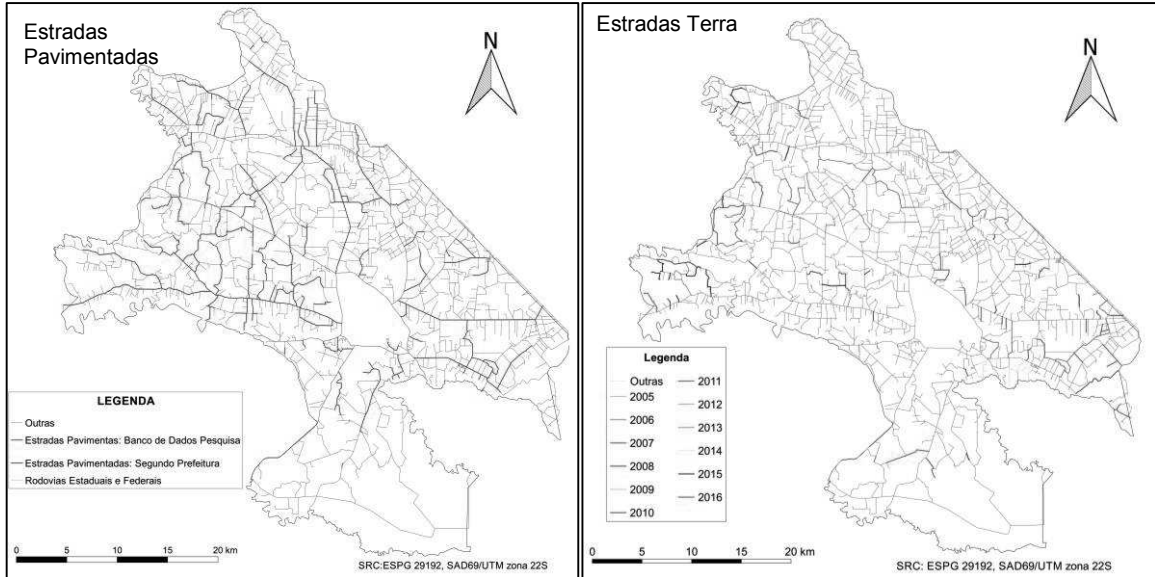 Estradas
Pavimentadas
N
LEGENDA
Outras
Estradas Pavimentas: Banco de Dados Pesquisa
Estradas Pavimentadas: Segundo Prefeitura
Rodovias Estaduais e Federais
0 5 10 15 20 km
SRC:ESPG 29192, SAD69/UTM zona 22S
Estradas Terra
N
Legenda
Outras
2005
2006
2007
2008
2009
2010
2011
2012
2013
2014
2015
2016
0 5 10 15 20 km
SRC: ESPG 29192, SAD69/UTM zona 22S